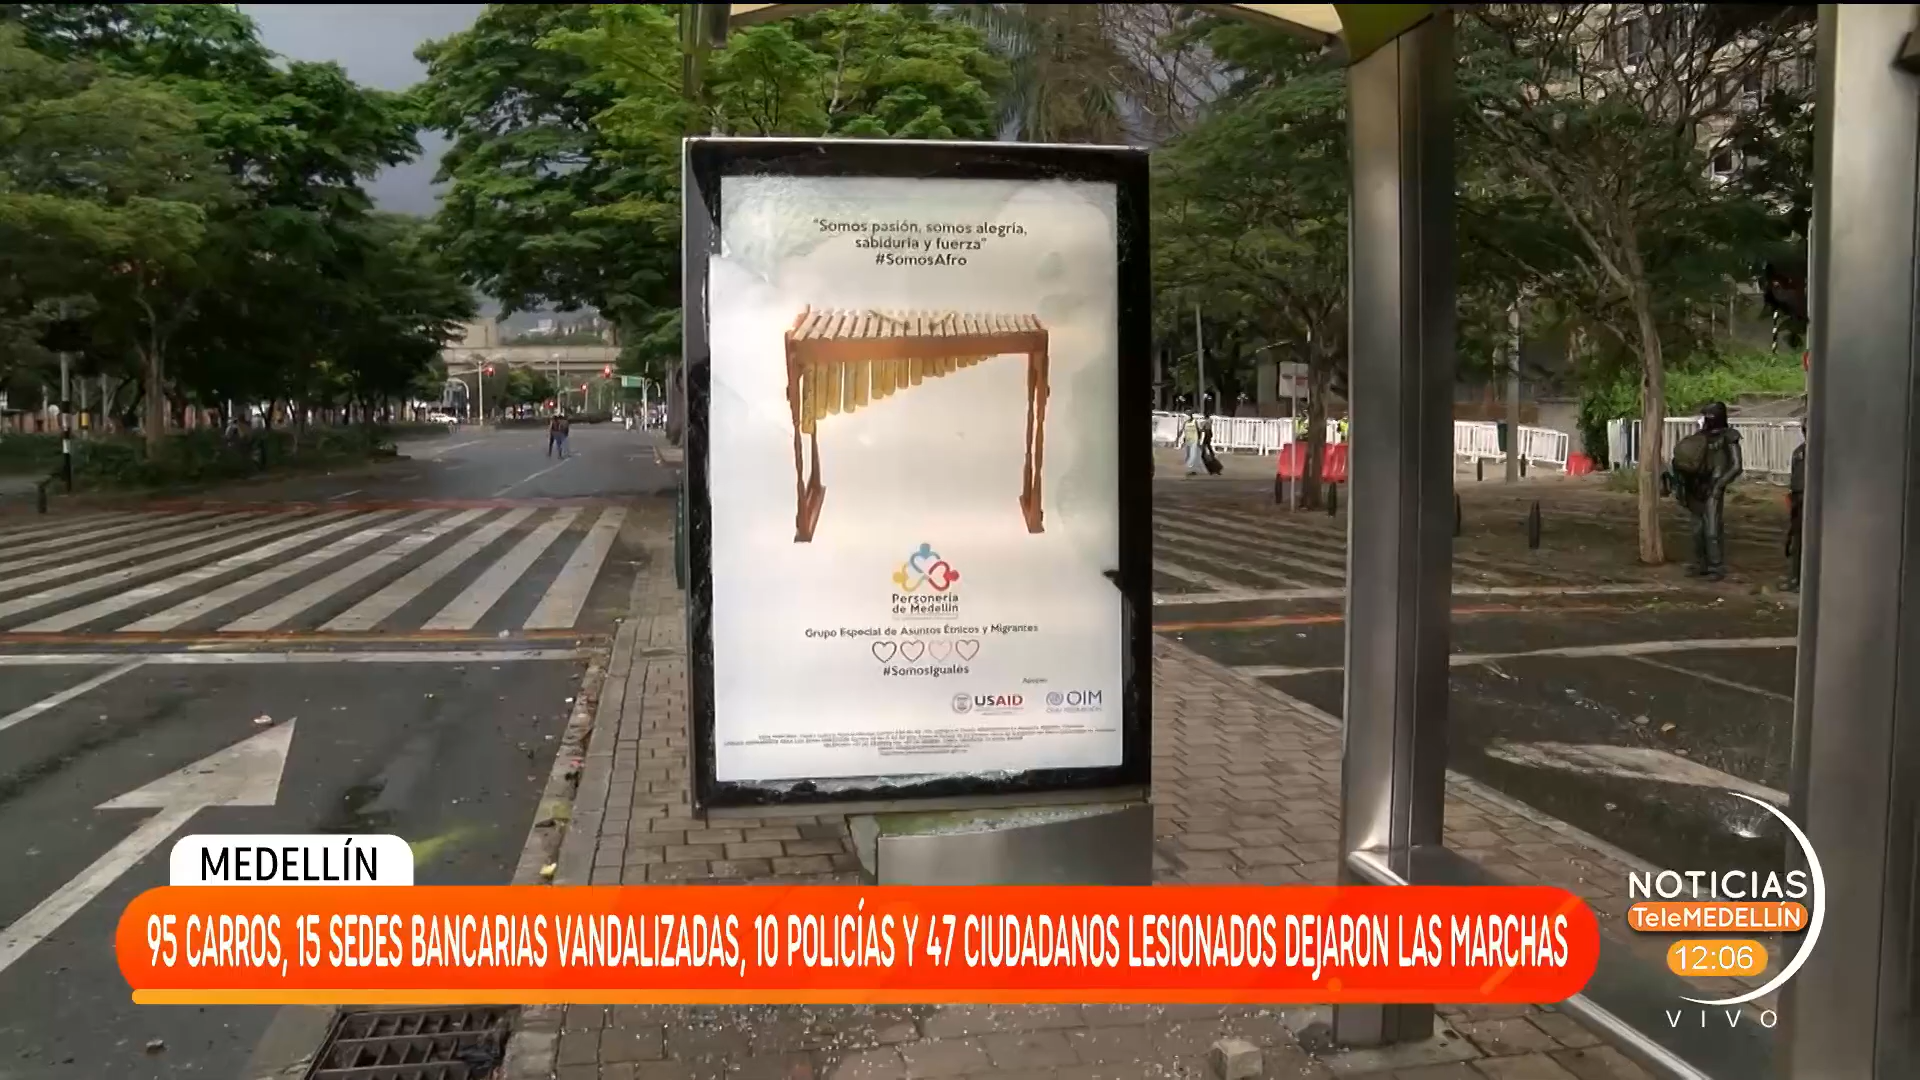 "Somos pasión, somos alegría,
sabiduría y fuerza"
#SomosAfro
Personería
de Medellín
Grupo Especial de Asuntos Étnicos y Migrantes
#SomosIguales
Apoyan:
USAID
OIM
MEDELLÍN
95 CARROS, 15 SEDES BANCARIAS VANDALIZADAS, 10 POLICÍAS Y 47 CIUDADANOS LESIONADOS DEJARON LAS MARCHAS
NOTICIAS
TeleMEDELLÍN
12:06
VIVO